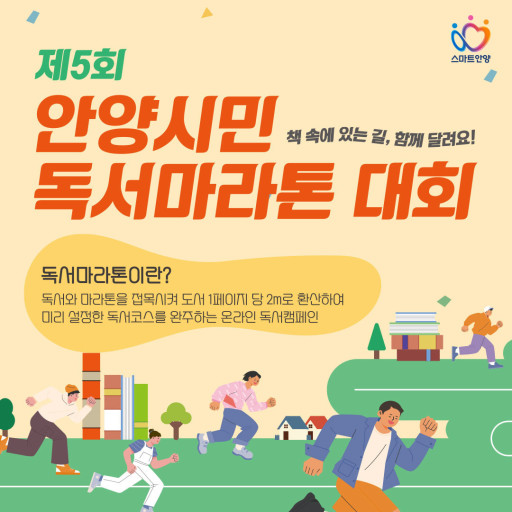 스마트안양
제5회
안양시민
책 속에 있는 길, 함께 달려요!
독서마라톤 대회
독서마라톤이란?
독서와 마라톤을 접목시켜 도서 1페이지 당 2m로 환산하여
미리 설정한 독서코스를 완주하는 온라인 독서캠페인